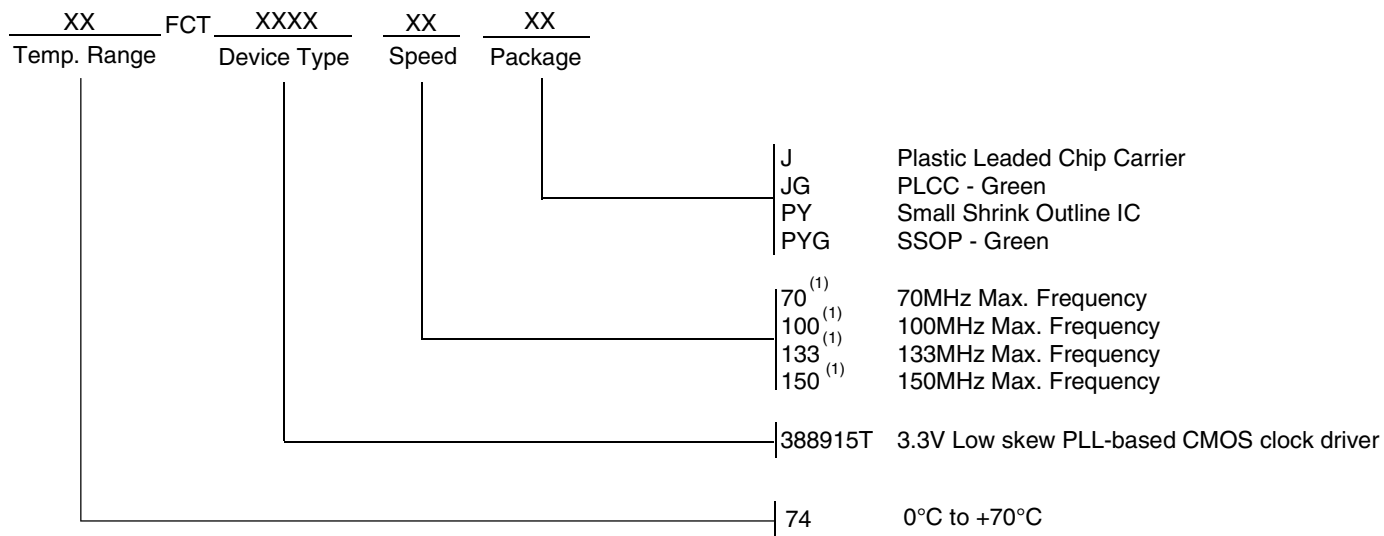 XX FCT XXXX XX XX
Temp. Range Device Type Speed Package
J Plastic Leaded Chip Carrier
JG PLCC - Green
PY Small Shrink Outline IC
PYG SSOP - Green
70(1) 70MHz Max. Frequency
100(1) 100MHz Max. Frequency
133(1) 133MHz Max. Frequency
150(1) 150MHz Max. Frequency
388915T 3.3V Low skew PLL-based CMOS clock driver
74 0°C to +70°C